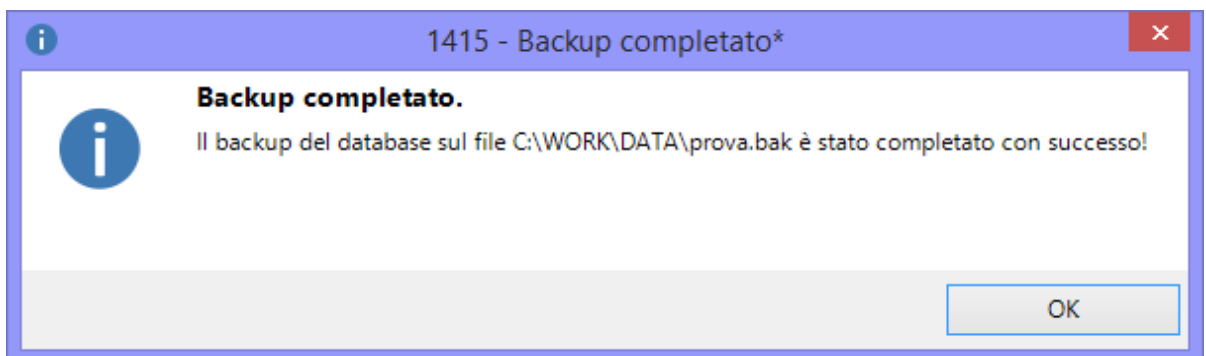 1415 - Backup completato*
Backup completato.
Il backup del database sul file C:\WORK\DATA\prova.bak è stato completato con successo!
OK